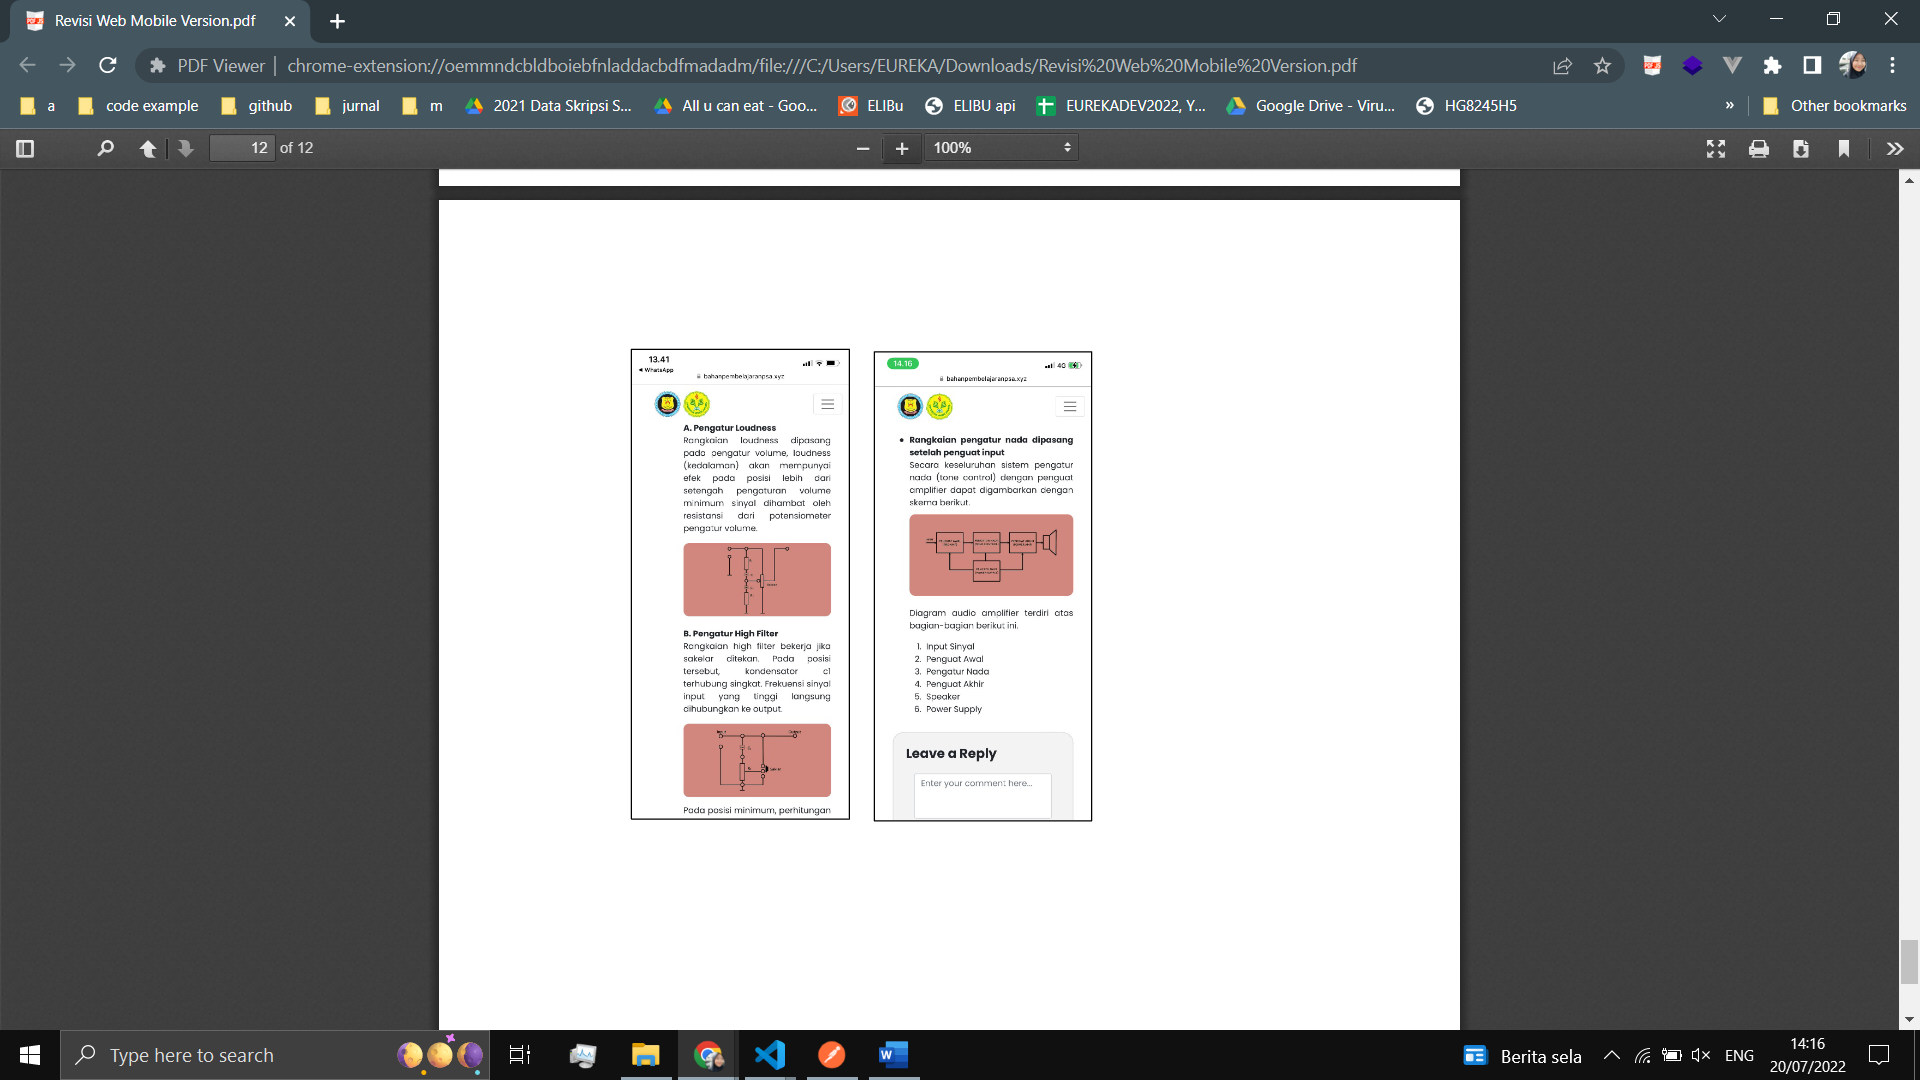 Revisi Web Mobile Version.pdf
PDF Viewer
chrome-extension://oemmndcbldboiebfnladdacbdfmadadm/file:///C:/Users/EUREKA/Downloads/Revisi%20Web%20Mobile%20Version.pdf
a
code example
github
jurnal
m
2021 Data Skripsi S...
All u can eat - Goo...
ELIBu
ELIBU api
EUREKADEV2022, Y...
Google Drive - Viru...
HG8245H5
»
Other bookmarks
12 of 12
100%
13.41
WhatsApp
bahanpembelajaranpsa.xyz
A. Pengatur Loudness
Rangkaian loudness dipasang
pada pengatur volume, loudness
(kedalaman) akan mempunyai
efek pada posisi lebih dari
setengah pengaturan volume
minimum sinyal dihambat oleh
resistansi dari potensiometer
pengatur volume.
B. Pengatur High Filter
Rangkaian high filter bekerja jika
sakelar ditekan. Pada posisi
tersebut, kondensator c1
terhubung singkat. Frekuensi sinyal
input yang tinggi langsung
dihubungkan ke output.
Input
Output
Pada posisi minimum, perhitungan
14.16
4G
bahanpembelajaranpsa.xyz
• Rangkaian pengatur nada dipasang
setelah penguat input
Secara keseluruhan sistem pengatur
nada (tone control) dengan penguat
amplifier dapat digambarkan dengan
skema berikut.
Diagram audio amplifier terdiri atas
bagian-bagian berikut ini.
1. Input Sinyal
2. Penguat Awal
3. Pengatur Nada
4. Penguat Akhir
5. Speaker
6. Power Supply
Leave a Reply
Enter your comment here...
Type here to search
Berita sela
ENG
14:16
20/07/2022